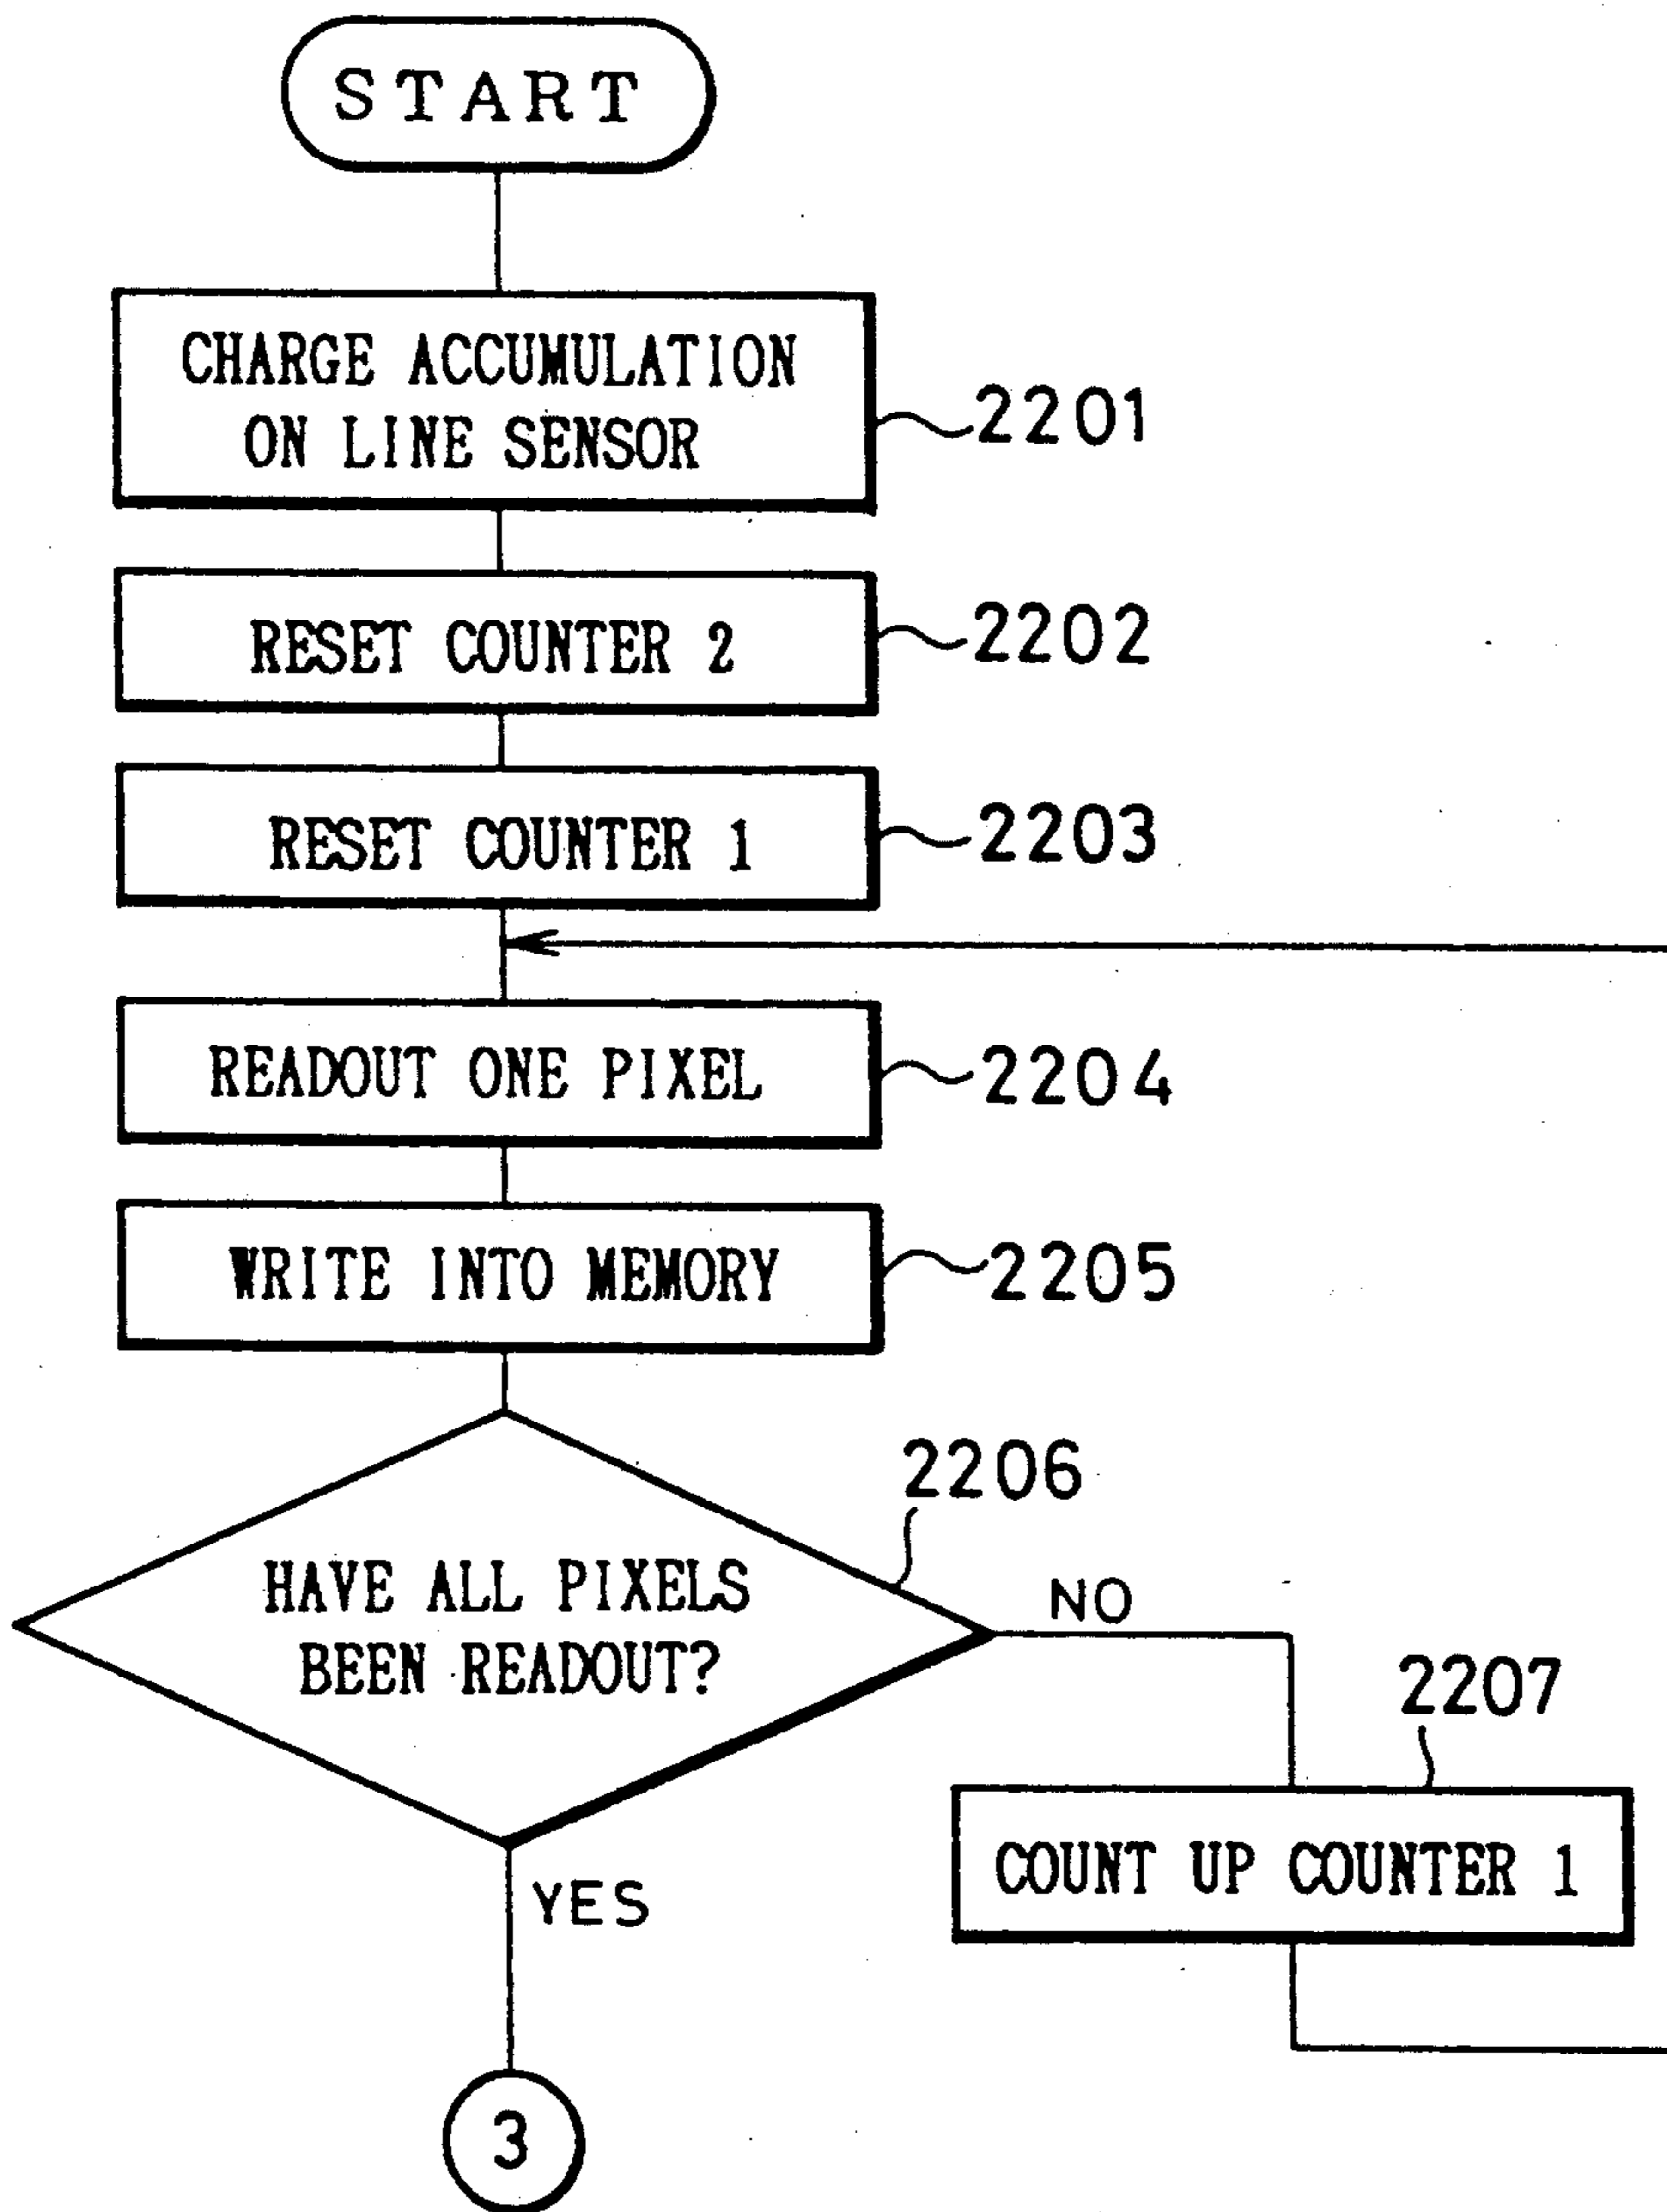 START
CHARGE ACCUMULATION
ON LINE SENSOR
2201
RESET COUNTER 2
2202
RESET COUNTER 1
2203
READOUT ONE PIXEL
2204
WRITE INTO MEMORY
2205
2206
HAVE ALL PIXELS
BEEN READOUT?
NO
2207
COUNT UP COUNTER 1
YES
3